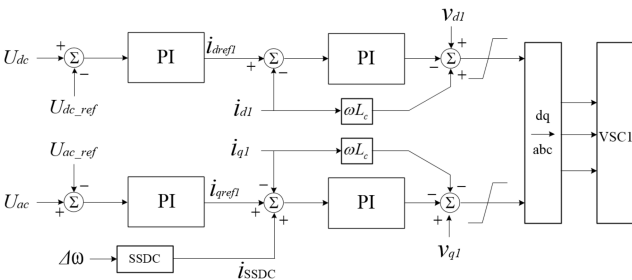 v_d1
U_dc + Σ − PI i_dref1 + Σ − PI − Σ + +
U_dc_ref
i_d1 ωL_c
dq
abc
VSC1
U_ac_ref
i_q1 ωL_c
U_ac + Σ − PI i_qref1 + Σ − + PI − Σ − +
Δω SSDC i_SSDC
v_q1